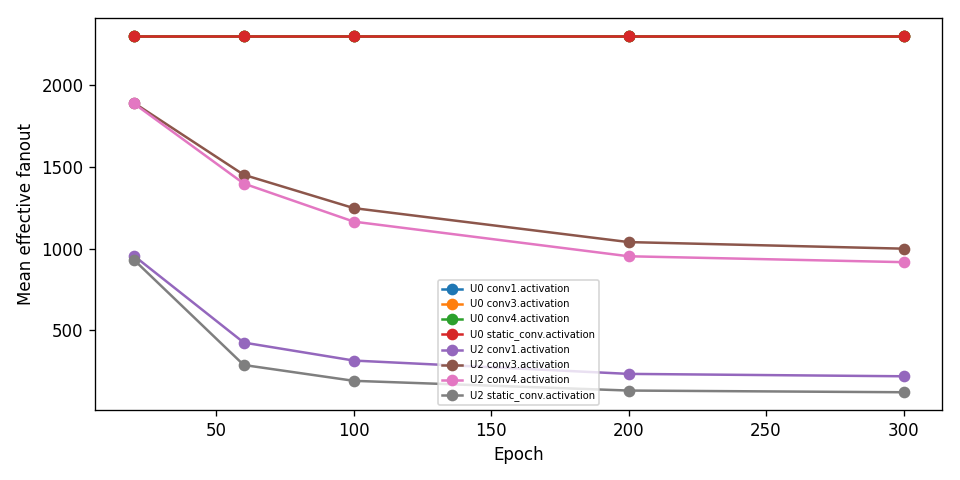 Mean effective fanout
2000
1500
1000
500
U0 conv1.activation
U0 conv3.activation
U0 conv4.activation
U0 static_conv.activation
U2 conv1.activation
U2 conv3.activation
U2 conv4.activation
U2 static_conv.activation
50 100 150 200 250 300
Epoch